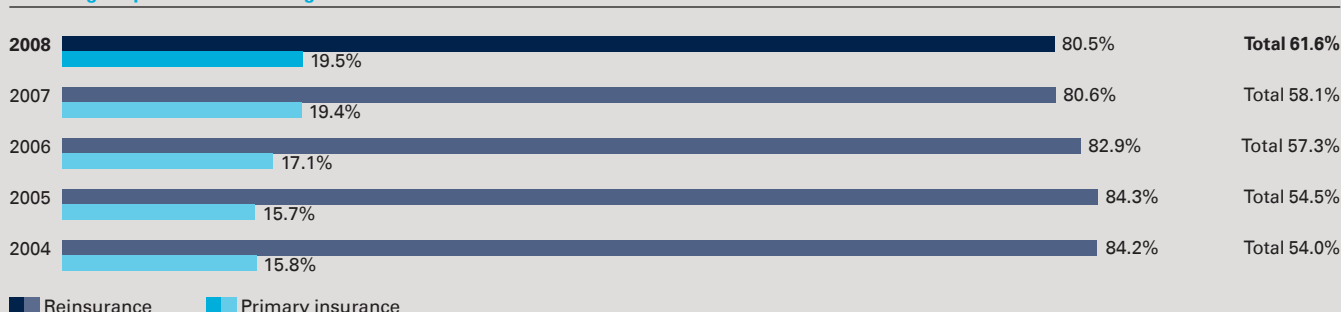 2008 80.5% Total 61.6%
19.5%
2007 80.6% Total 58.1%
19.4%
2006 82.9% Total 57.3%
17.1%
2005 84.3% Total 54.5%
15.7%
2004 84.2% Total 54.0%
15.8%
Reinsurance Primary insurance